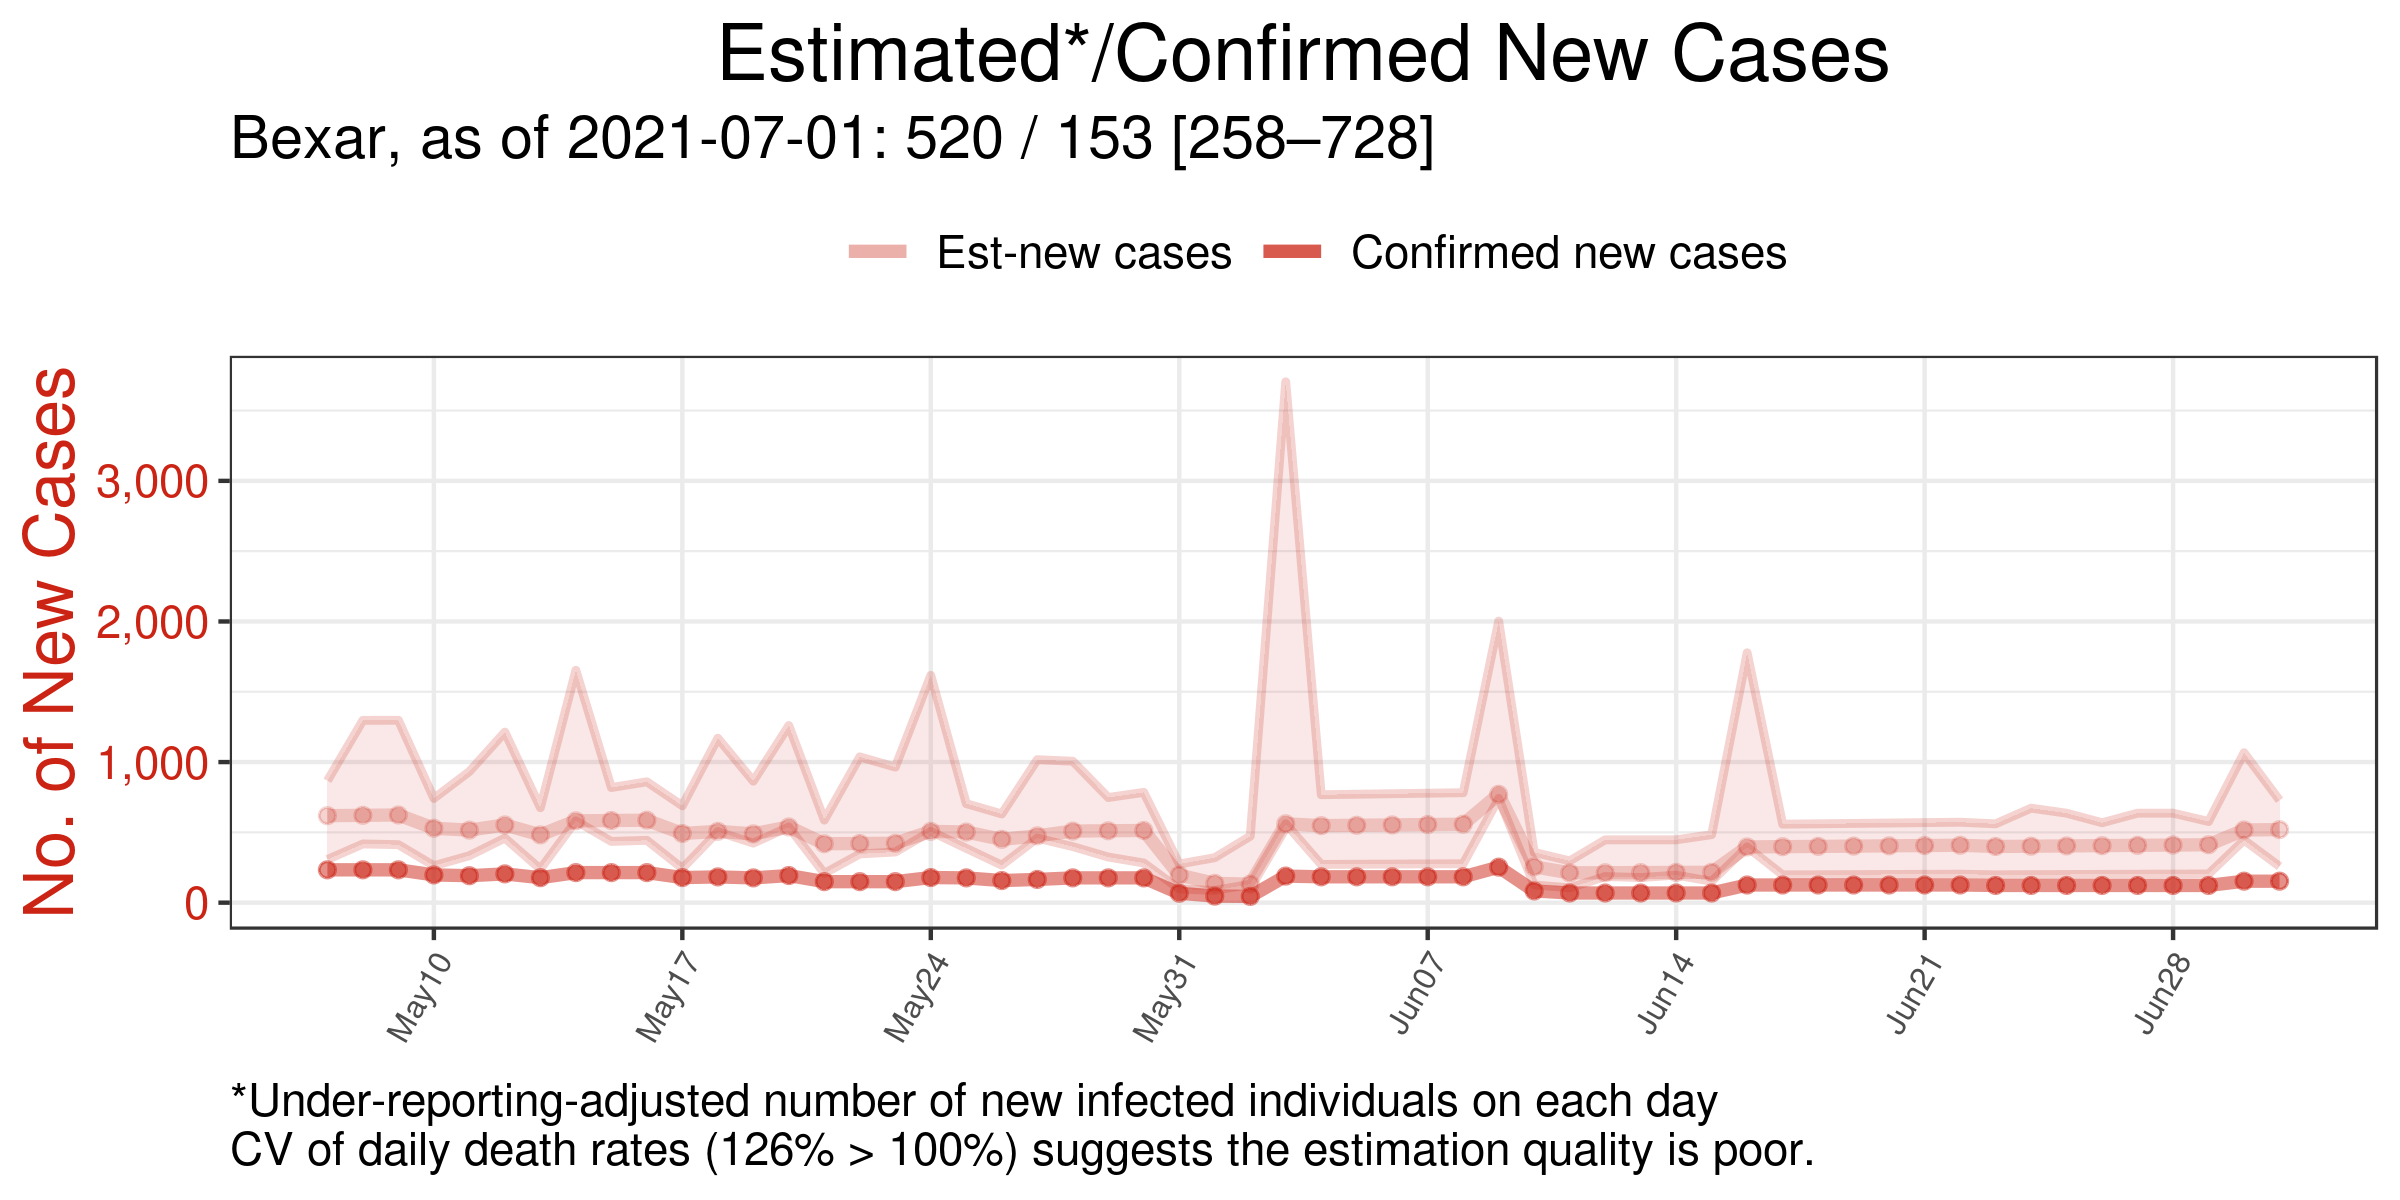 Estimated*/Confirmed New Cases
Bexar, as of 2021-07-01: 520 / 153 [258–728]
Est-new cases
Confirmed new cases
No. of New Cases
3,000
2,000
1,000
0
May10
May17
May24
May31
Jun07
Jun14
Jun21
Jun28
*Under-reporting-adjusted number of new infected individuals on each day
CV of daily death rates (126% > 100%) suggests the estimation quality is poor.